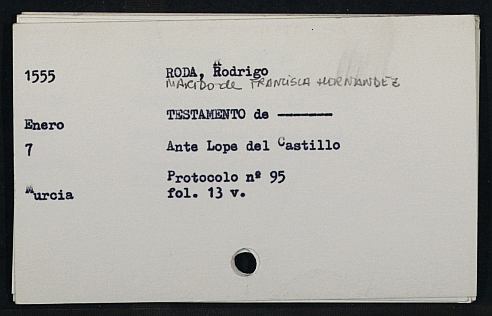 1555
RODA, Rodrigo
MARIDO de FRANCISCA HERNANDEZ
TESTAMENTO de -------
Enero
7
Ante Lope del Castillo
Protocolo nº 95
Murcia
fol. 13 v.